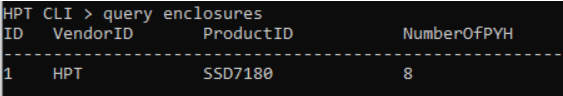 HPT CLI > query enclosures
ID VendorID ProductID NumberOfPYH
-------------------------------------------------------
1 HPT SSD7180 8